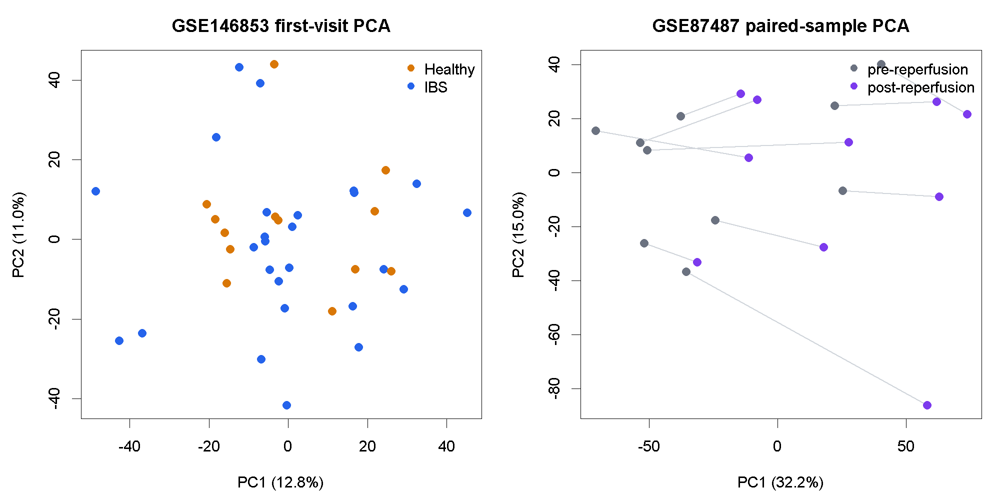 GSE146853 first-visit PCA
Healthy
IBS
40
20
0
-20
-40
PC2 (11.0%)
-40
-20
0
20
40
PC1 (12.8%)
GSE87487 paired-sample PCA
pre-reperfusion
post-reperfusion
40
20
0
-20
-40
-60
-80
PC2 (15.0%)
-50
0
50
PC1 (32.2%)